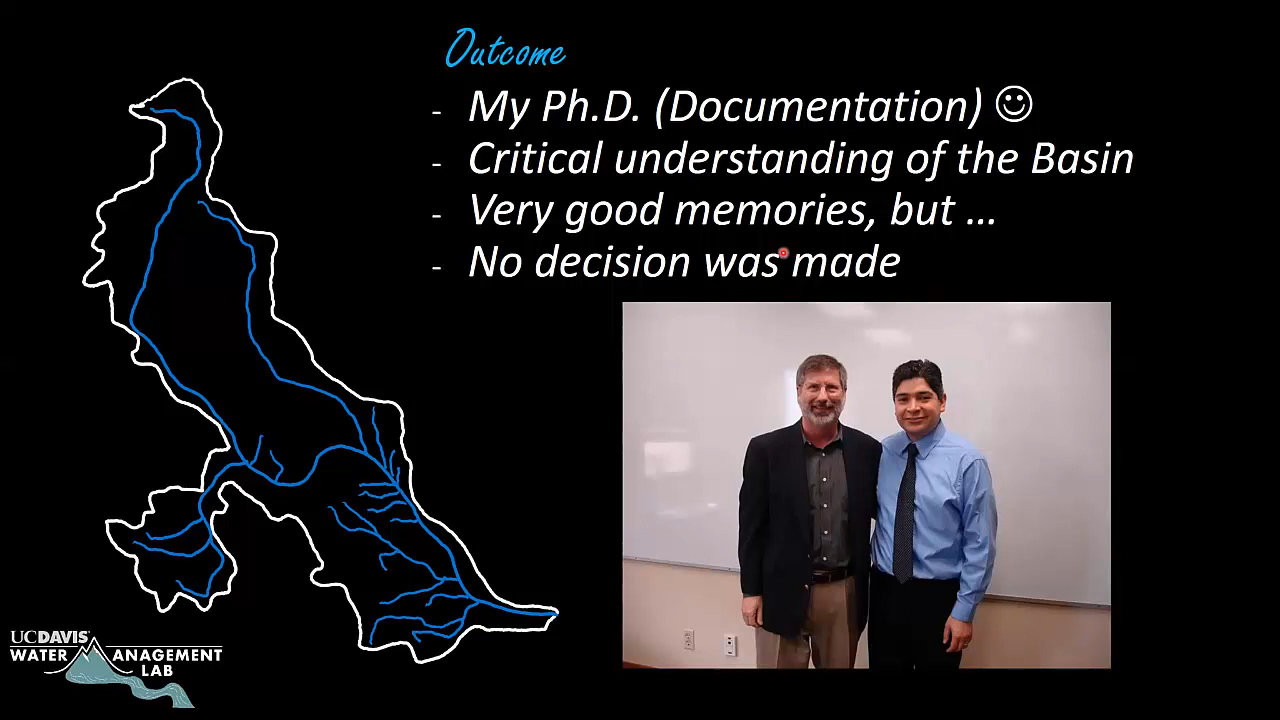 Outcome
- My Ph.D. (Documentation) ☺
- Critical understanding of the Basin
- Very good memories, but ...
- No decision was made
UCDAVIS
WATER MANAGEMENT
LAB